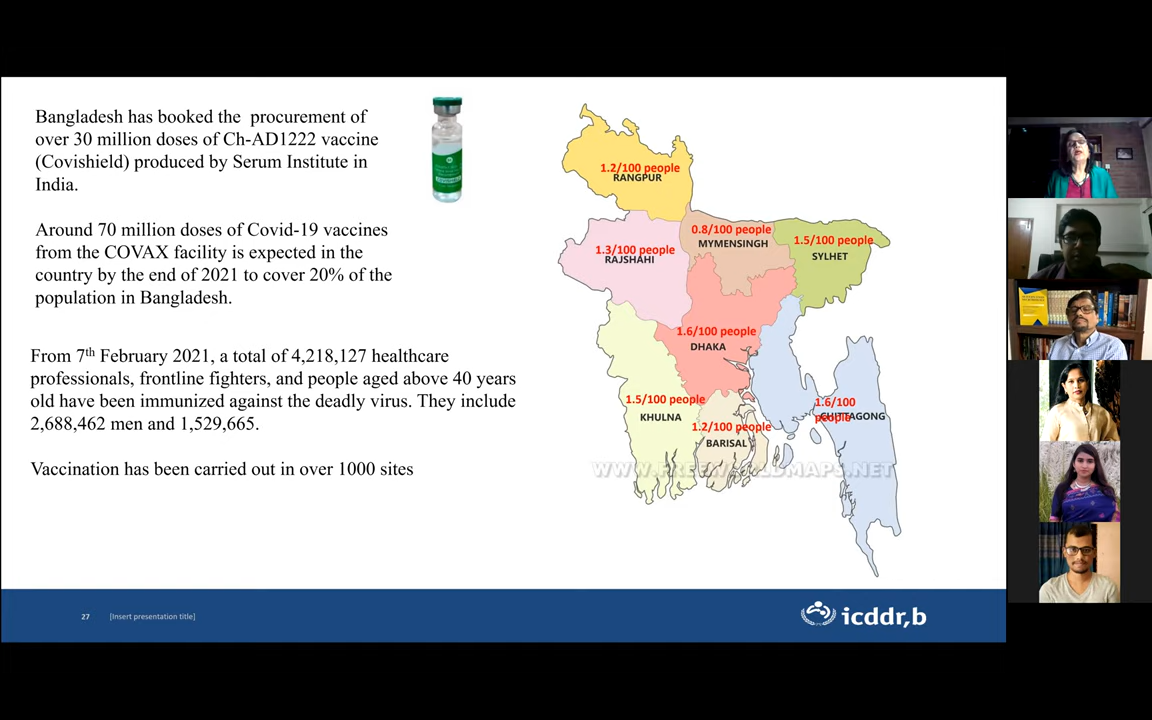 Bangladesh has booked the procurement of
over 30 million doses of Ch-AD1222 vaccine
(Covishield) produced by Serum Institute in
India.
Around 70 million doses of Covid-19 vaccines
from the COVAX facility is expected in the
country by the end of 2021 to cover 20% of the
population in Bangladesh.
From 7th February 2021, a total of 4,218,127 healthcare
professionals, frontline fighters, and people aged above 40 years
old have been immunized against the deadly virus. They include
2,688,462 men and 1,529,665.
Vaccination has been carried out in over 1000 sites
1.2/100 people
RANGPUR
0.8/100 people
MYMENSINGH
1.5/100 people
SYLHET
1.3/100 people
RAJSHAHI
1.6/100 people
DHAKA
1.5/100 people
KHULNA
1.2/100 people
BARISAL
1.6/100
people
CHITTAGONG
WWW.FREEWORLDMAPS.NET
27
[Insert presentation title]
icddr,b